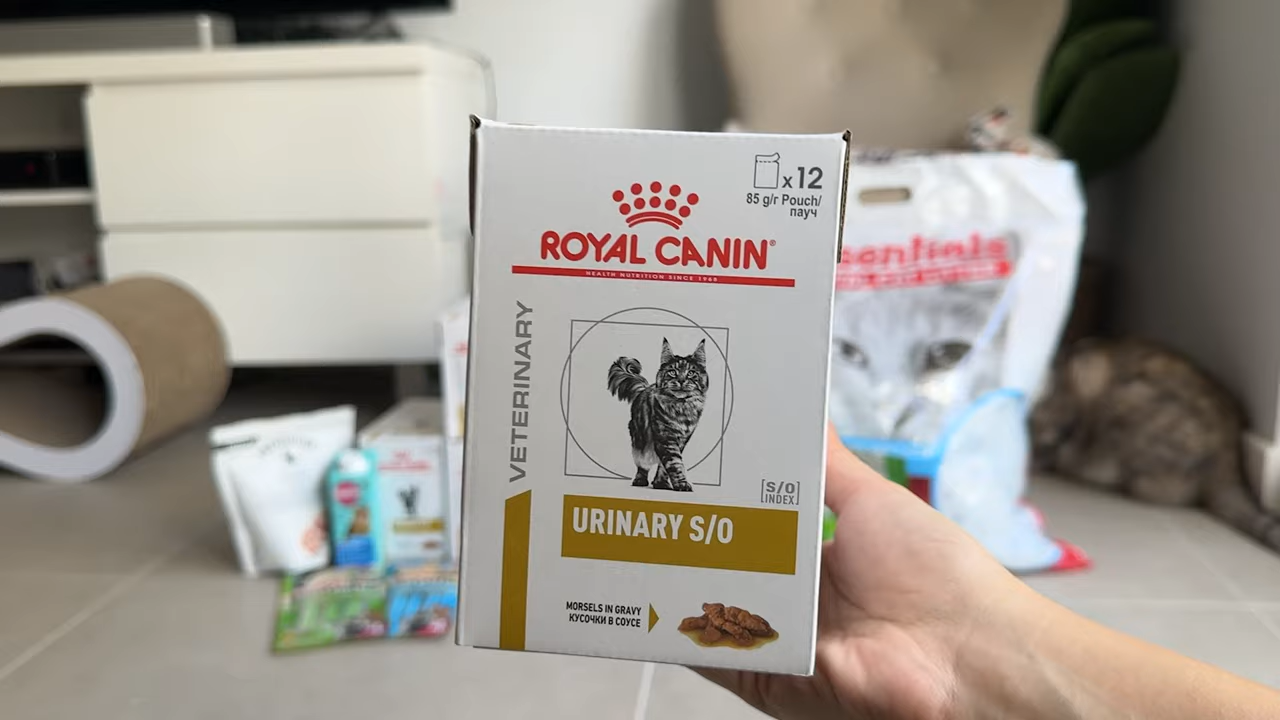 x12
85 g/г Pouch/
пауч
ROYAL CANIN®
HEALTH NUTRITION SINCE 1968
VETERINARY
[S/O]
INDEX
URINARY S/O
MORSELS IN GRAVY
КУСОЧКИ В СОУСЕ